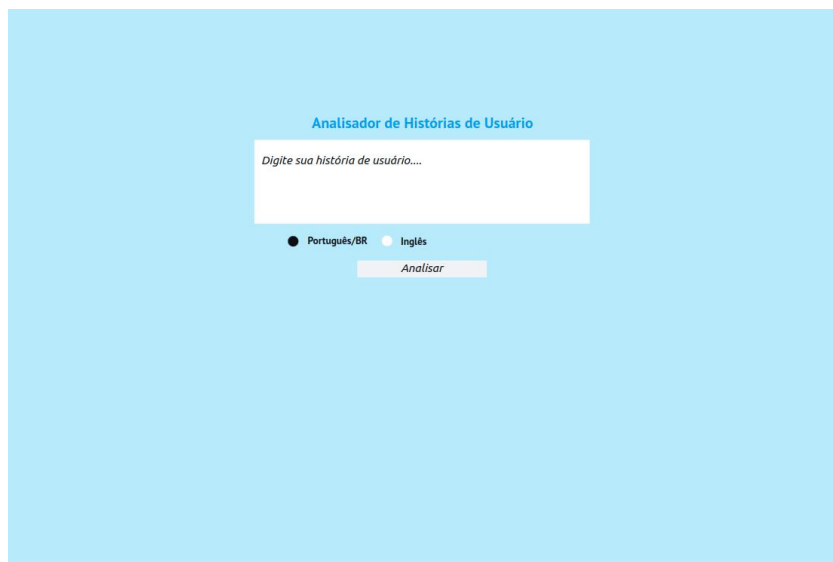 Analisador de Histórias de Usuário
Digite sua história de usuário....
Português/BR Inglês
Analisar